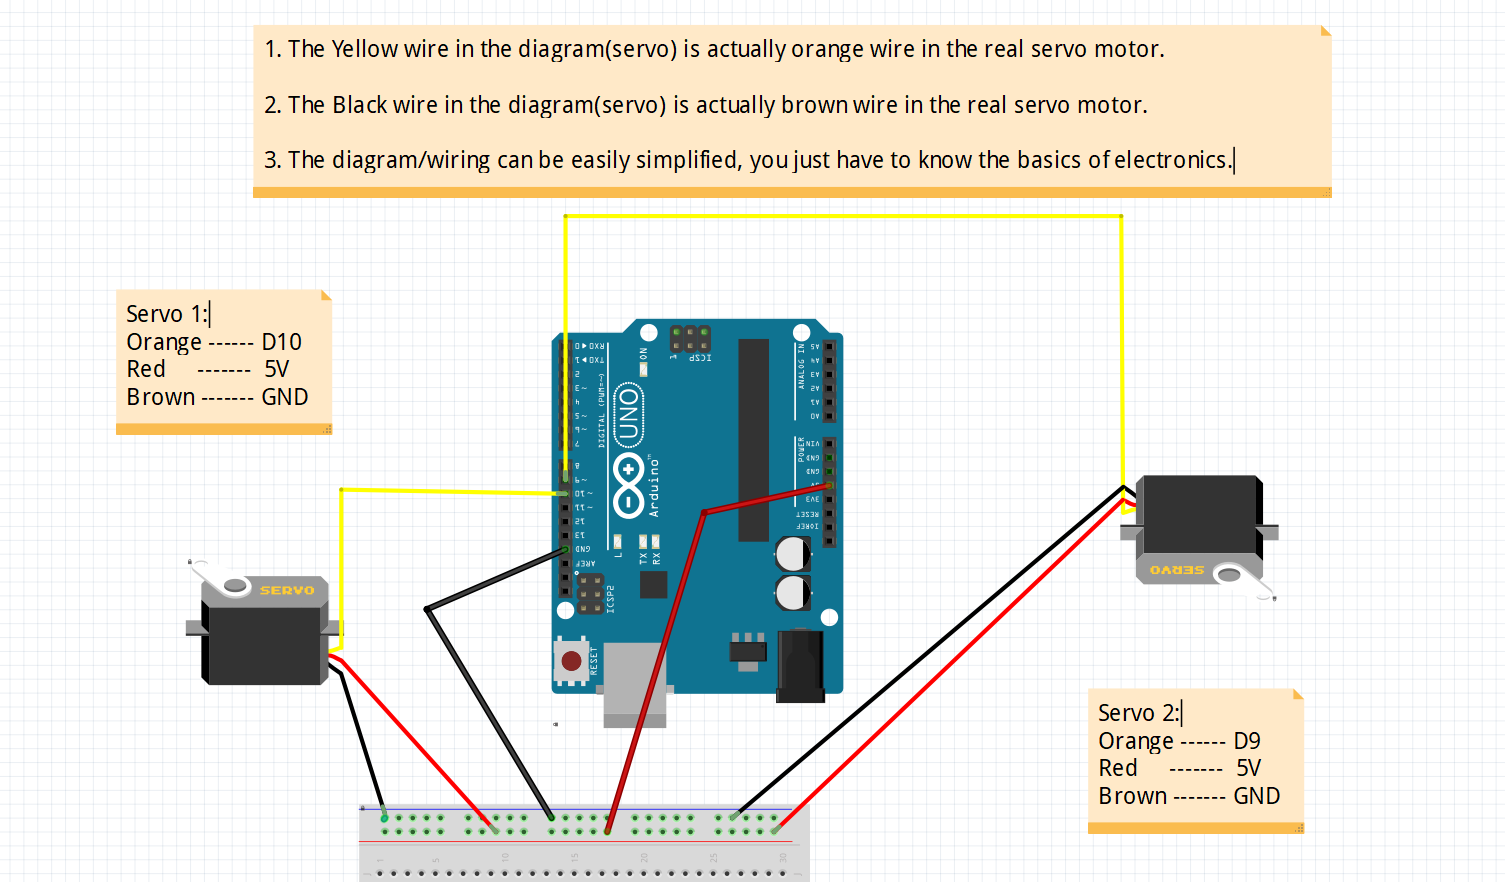 1. The Yellow wire in the diagram(servo) is actually orange wire in the real servo motor.
2. The Black wire in the diagram(servo) is actually brown wire in the real servo motor.
3. The diagram/wiring can be easily simplified, you just have to know the basics of electronics.
Servo 1:
Orange ------ D10
Red ------- 5V
Brown ------- GND
RX◄0
TX►1
2
~3
4
~5
~6
7
8
~9
~10
~11
12
13
GND
AREF
DIGITAL (PWM=~)
ON
1
ICSP
UNO
Arduino
L
TX
RX
ICSP2
RESET
ANALOG IN
A5
A4
A3
A2
A1
A0
POWER
VIN
GND
GND
5V
3V3
RESET
IOREF
SERVO
SERVO
Servo 2:
Orange ------ D9
Red ------- 5V
Brown ------- GND
1
5
10
15
20
25
30